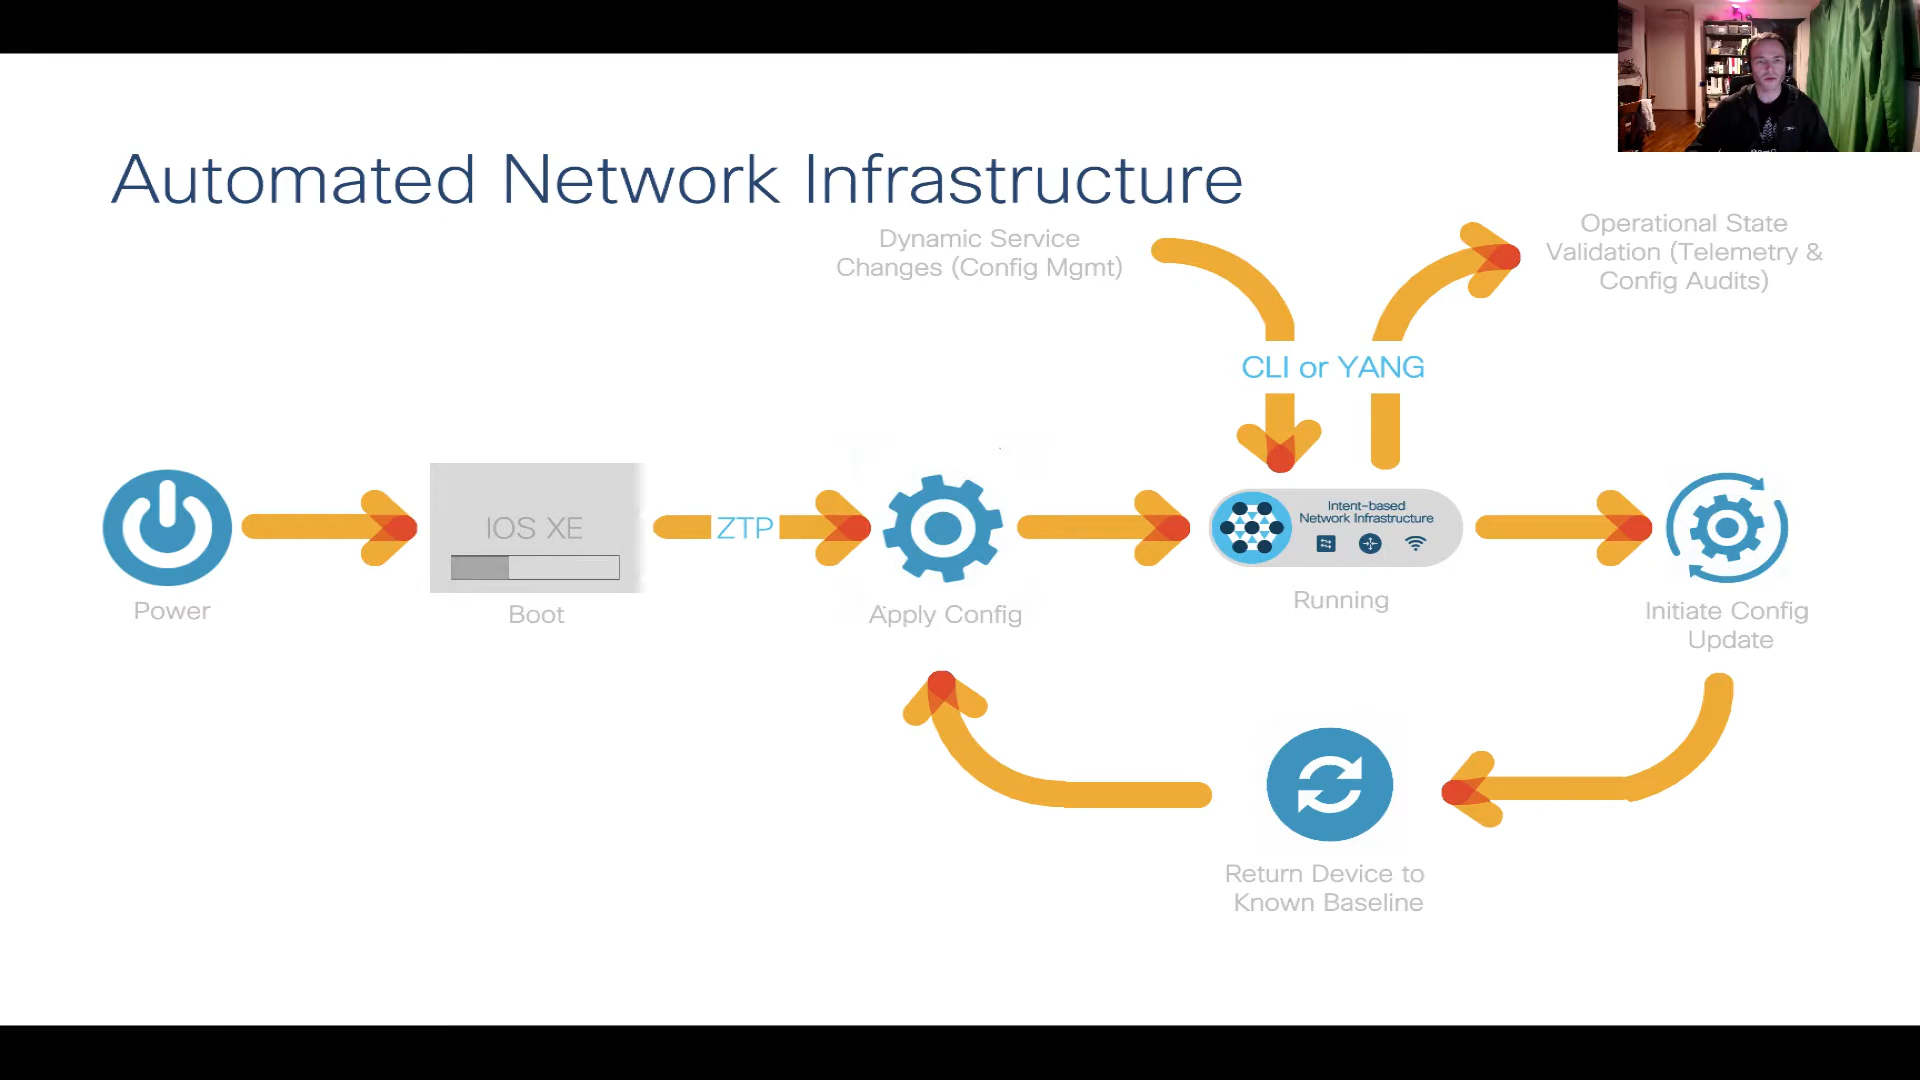 Automated Network Infrastructure
Dynamic Service
Changes (Config Mgmt)
Operational State
Validation (Telemetry &
Config Audits)
CLI or YANG
IOS XE
ZTP
Intent-based
Network Infrastructure
Power
Boot
Apply Config
Running
Initiate Config
Update
Return Device to
Known Baseline